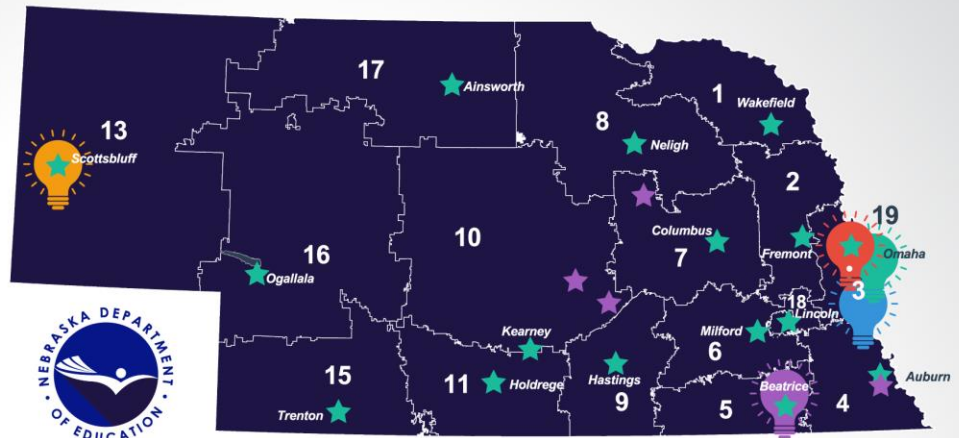 17
Ainsworth
1
Wakefield
13
Scottsbluff
8
Neligh
2
19
Omaha
10
Columbus
7
Fremont
3
16
Ogallala
18
Lincoln
Milford
6
Kearney
Hastings
9
11
Holdrege
15
Trenton
Beatrice
5
4
Auburn
NEBRASKA DEPARTMENT
OF EDUCATION